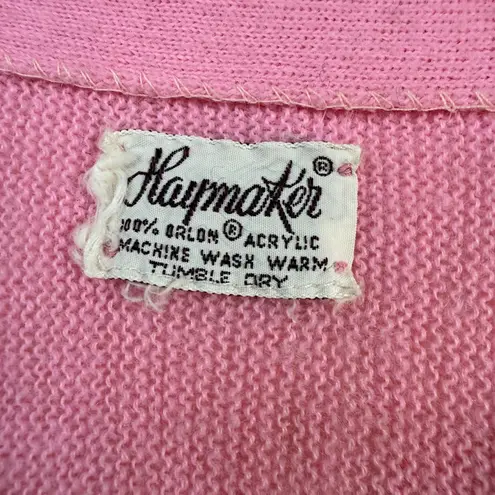 Haymaker®
100% ORLON® ACRYLIC
MACHINE WASH WARM
TUMBLE DRY